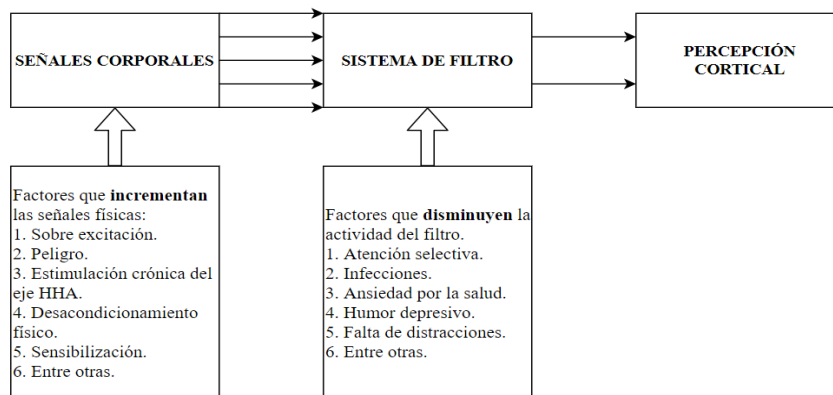 SEÑALES CORPORALES
SISTEMA DE FILTRO
PERCEPCIÓN
CORTICAL
Factores que incrementan
las señales físicas:
1. Sobre excitación.
2. Peligro.
3. Estimulación crónica del
eje HHA.
4. Desacondicionamiento
físico.
5. Sensibilización.
6. Entre otras.
Factores que disminuyen la
actividad del filtro.
1. Atención selectiva.
2. Infecciones.
3. Ansiedad por la salud.
4. Humor depresivo.
5. Falta de distracciones.
6. Entre otras.